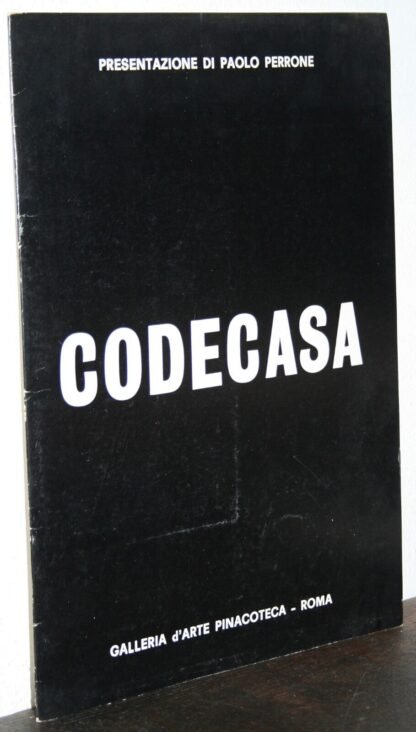 PRESENTAZIONE DI PAOLO PERRONE
CODECASA
GALLERIA d'ARTE PINACOTECA - ROMA